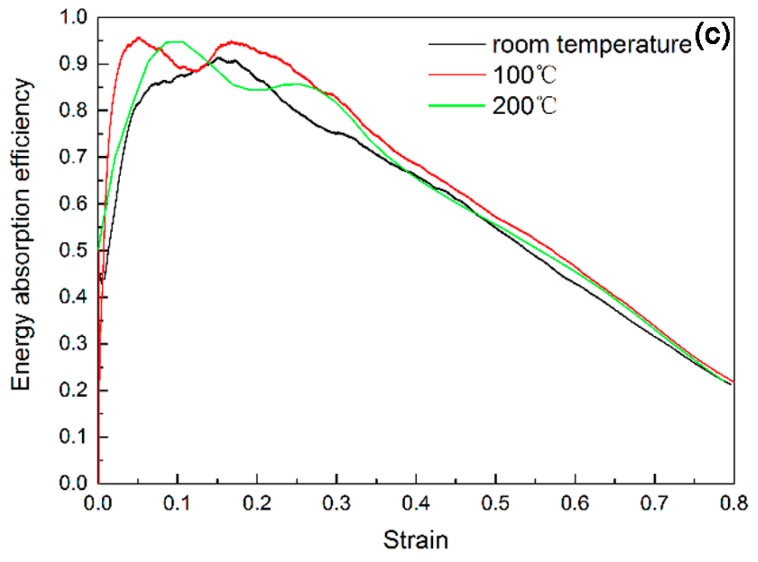 (c)
room temperature
100℃
200℃
Energy absorption efficiency
1.0
0.9
0.8
0.7
0.6
0.5
0.4
0.3
0.2
0.1
0.0
0.0 0.1 0.2 0.3 0.4 0.5 0.6 0.7 0.8
Strain